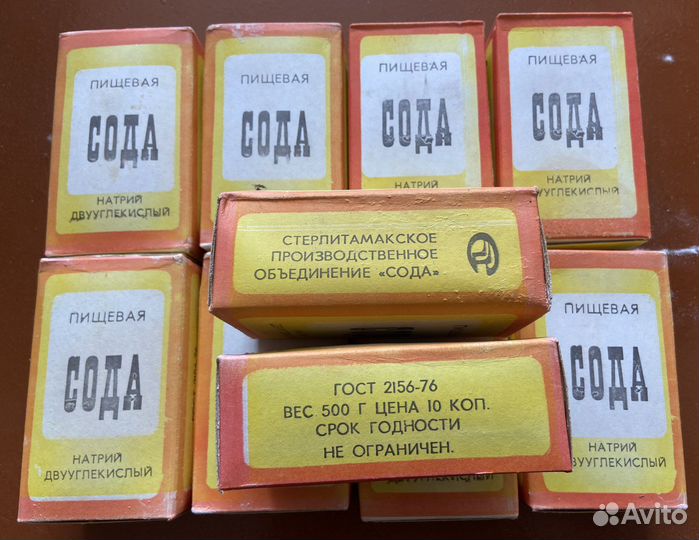 ПИЩЕВАЯ
СОДА
НАТРИЙ
ДВУУГЛЕКИСЛЫЙ
ПИЩЕВАЯ
СОДА
ПИЩЕВАЯ
СОДА
НАТРИЙ
ПИЩЕВАЯ
СОДА
НАТРИЙ
ДВУУГЛЕКИСЛЫЙ
СТЕРЛИТАМАКСКОЕ
ПРОИЗВОДСТВЕННОЕ
ОБЪЕДИНЕНИЕ «СОДА»
ПИЩЕВАЯ
СОДА
НАТРИЙ
ДВУУГЛЕКИСЛЫЙ
ГОСТ 2156-76
ВЕС 500 Г ЦЕНА 10 КОП.
СРОК ГОДНОСТИ
НЕ ОГРАНИЧЕН.
СОДА
НАТРИЙ
ДВУУГЛЕКИСЛЫЙ
ДВУУГЛЕКИСЛЫЙ
Avito